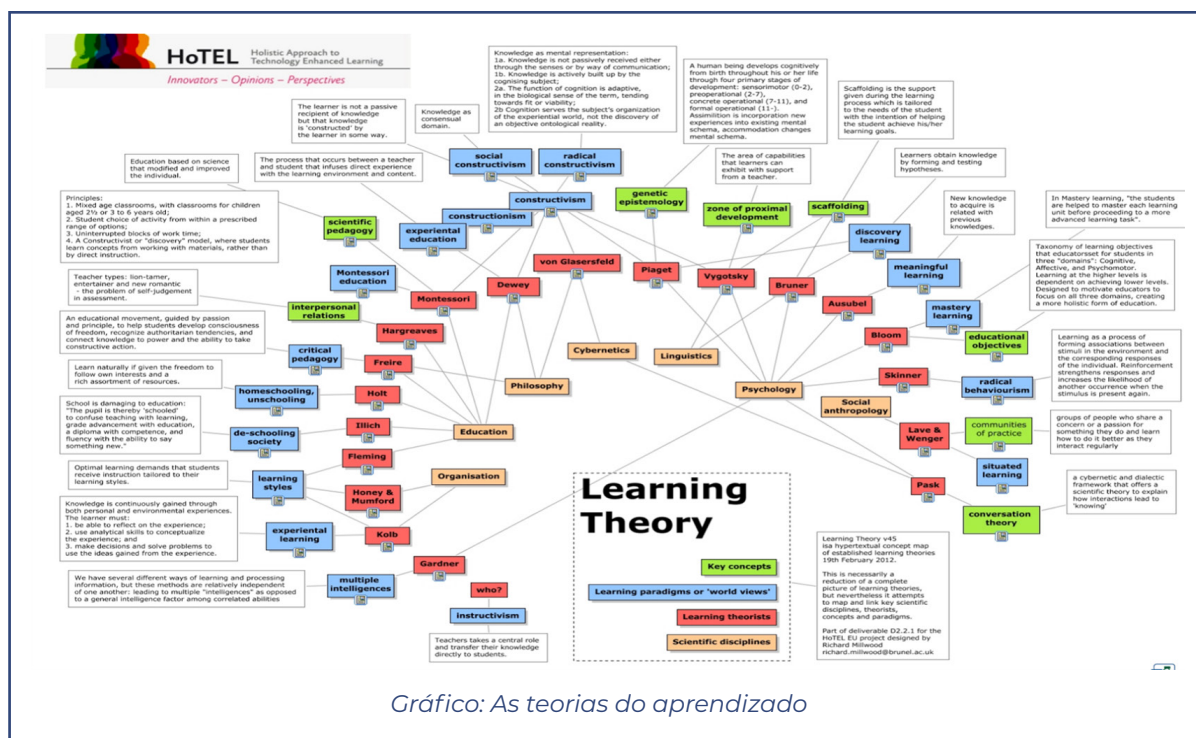 HoTEL
Holistic Approach to
Technology Enhanced Learning
Innovators – Opinions – Perspectives
Knowledge as mental representation:
1a. Knowledge is not passively received either
through the senses or by way of communication;
1b. Knowledge is actively built up by the
cognising subject;
2a. The function of cognition is adaptive,
in the biological sense of the term, tending
towards fit or viability;
2b Cognition serves the subject's organization
of the experiential world, not the discovery of
an objective ontological reality.
A human being develops cognitively
from birth throughout his or her life
through four primary stages of
development: sensorimotor (0-2),
preoperational (2-7),
concrete operational (7-11), and
formal operational (11-).
Assimilition is incorporation new
experiences into existing mental
schema, accommodation changes
mental schema.
Scaffolding is the support
given during the learning
process which is tailored
to the needs of the student
with the intention of helping
the student achieve his/her
learning goals.
The learner is not a passive
recipient of knowledge
but that knowledge
is 'constructed' by
the learner in some way.
Knowledge as
consensual
domain.
Education based on science
that modified and improved
the individual.
The process that occurs between a teacher
and student that infuses direct experience
with the learning environment and content.
social
constructivism
radical
constructivism
The area of capabilities
that learners can
exhibit with support
from a teacher.
Learners obtain knowledge
by forming and testing
hypotheses.
Principles:
1. Mixed age classrooms, with classrooms for children
aged 2½ or 3 to 6 years old;
2. Student choice of activity from within a prescribed
range of options;
3. Uninterrupted blocks of work time;
4. A Constructivist or "discovery" model, where students
learn concepts from working with materials, rather than
by direct instruction.
scientific
pedagogy
experiential
education
constructionism
constructivism
genetic
epistemology
zone of proximal
development
scaffolding
New knowledge
to acquire is
related with
previous
knowledges.
In Mastery learning, "the students
are helped to master each learning
unit before proceeding to a more
advanced learning task".
discovery
learning
Taxonomy of learning objectives
that educatorsset for students in
three "domains": Cognitive,
Affective, and Psychomotor.
Learning at the higher levels is
dependent on achieving lower levels.
Designed to motivate educators to
focus on all three domains, creating
a more holistic form of education.
Teacher types: lion-tamer,
entertainer and new romantic
- the problem of self-judgement
in assessment.
Montessori
education
Montessori
Dewey
von Glasersfeld
Piaget
Vygotsky
Bruner
meaningful
learning
Ausubel
mastery
learning
interpersonal
relations
Hargreaves
Bloom
educational
objectives
An educational movement, guided by passion
and principle, to help students develop consciousness
of freedom, recognize authoritarian tendencies, and
connect knowledge to power and the ability to take
constructive action.
critical
pedagogy
Freire
Cybernetics
Linguistics
Learning as a process of
forming associations between
stimuli in the environment and
the corresponding responses
of the individual. Reinforcement
strengthens responses and
increases the likelihood of
another occurrence when the
stimulus is present again.
Learn naturally if given the freedom to
follow own interests and a
rich assortment of resources.
homeschooling,
unschooling
Holt
Philosophy
Psychology
Skinner
radical
behaviourism
School is damaging to education:
"The pupil is thereby 'schooled'
to confuse teaching with learning,
grade advancement with education,
a diploma with competence, and
fluency with the ability to say
something new."
de-schooling
society
Illich
Education
Social
anthropology
Lave &
Wenger
communities
of practice
groups of people who share a
concern or a passion for
something they do and learn
how to do it better as they
interact regularly
Optimal learning demands that students
receive instruction tailored to their
learning styles.
learning
styles
Fleming
Organisation
situated
learning
Honey &
Mumford
Pask
a cybernetic and dialectic
framework that offers a
scientific theory to explain
how interactions lead to
'knowing'
Knowledge is continuously gained through
both personal and environmental experiences.
The learner must:
1. be able to reflect on the experience;
2. use analytical skills to conceptualize
the experience; and
3. make decisions and solve problems to
use the ideas gained from the experience.
experiential
learning
Kolb
conversation
theory
We have several different ways of learning and processing
information, but these methods are relatively independent
of one another: leading to multiple "intelligences" as opposed
to a general intelligence factor among correlated abilities
multiple
intelligences
Gardner
who?
instructivism
Teachers takes a central role
and transfer their knowledge
directly to students.
Learning
Theory
Key concepts
Learning paradigms or 'world views'
Learning theorists
Scientific disciplines
Learning Theory v45
isa hypertextual concept map
of established learning theories
19th February 2012.
This is necessarily a
reduction of a complete
picture of learning theories,
but nevertheless it attempts
to map and link key scientific
disciplines, theorists,
concepts and paradigms.
Part of deliverable D2.2.1 for the
HoTEL EU project designed by
Richard Millwood
richard.millwood@brunel.ac.uk
Gráfico: As teorias do aprendizado